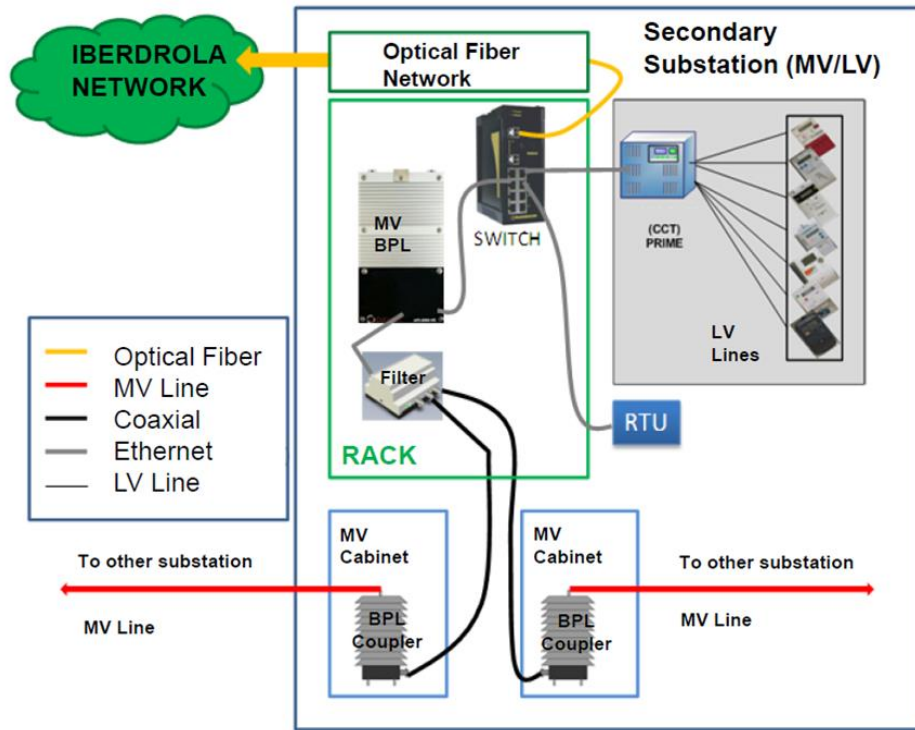 IBERDROLA
NETWORK
Optical Fiber
Network
Secondary
Substation (MV/LV)
MV
BPL
SWITCH
(CCT)
PRIME
LV
Lines
Filter
RTU
RACK
Optical Fiber
MV Line
Coaxial
Ethernet
LV Line
MV
Cabinet
BPL
Coupler
MV
Cabinet
BPL
Coupler
To other substation
MV Line
To other substation
MV Line